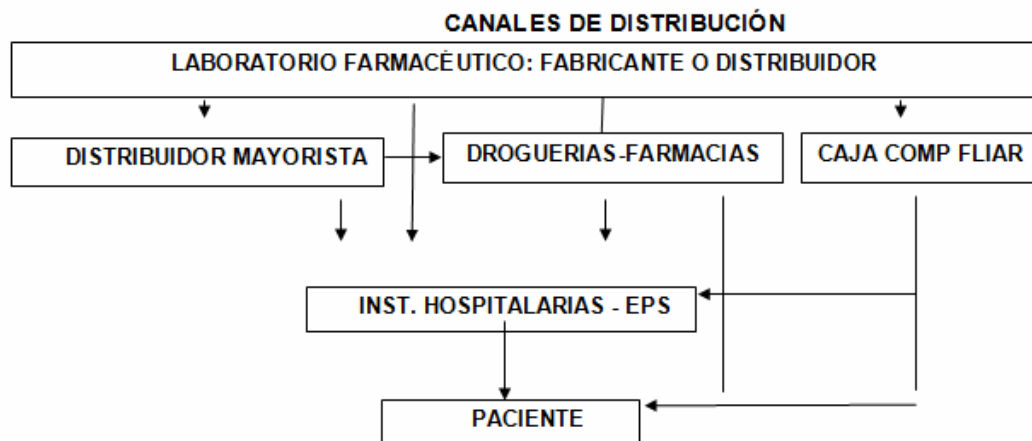 CANALES DE DISTRIBUCIÓN
LABORATORIO FARMACÉUTICO: FABRICANTE O DISTRIBUIDOR
DISTRIBUIDOR MAYORISTA
DROGUERIAS-FARMACIAS
CAJA COMP FLIAR
INST. HOSPITALARIAS - EPS
PACIENTE